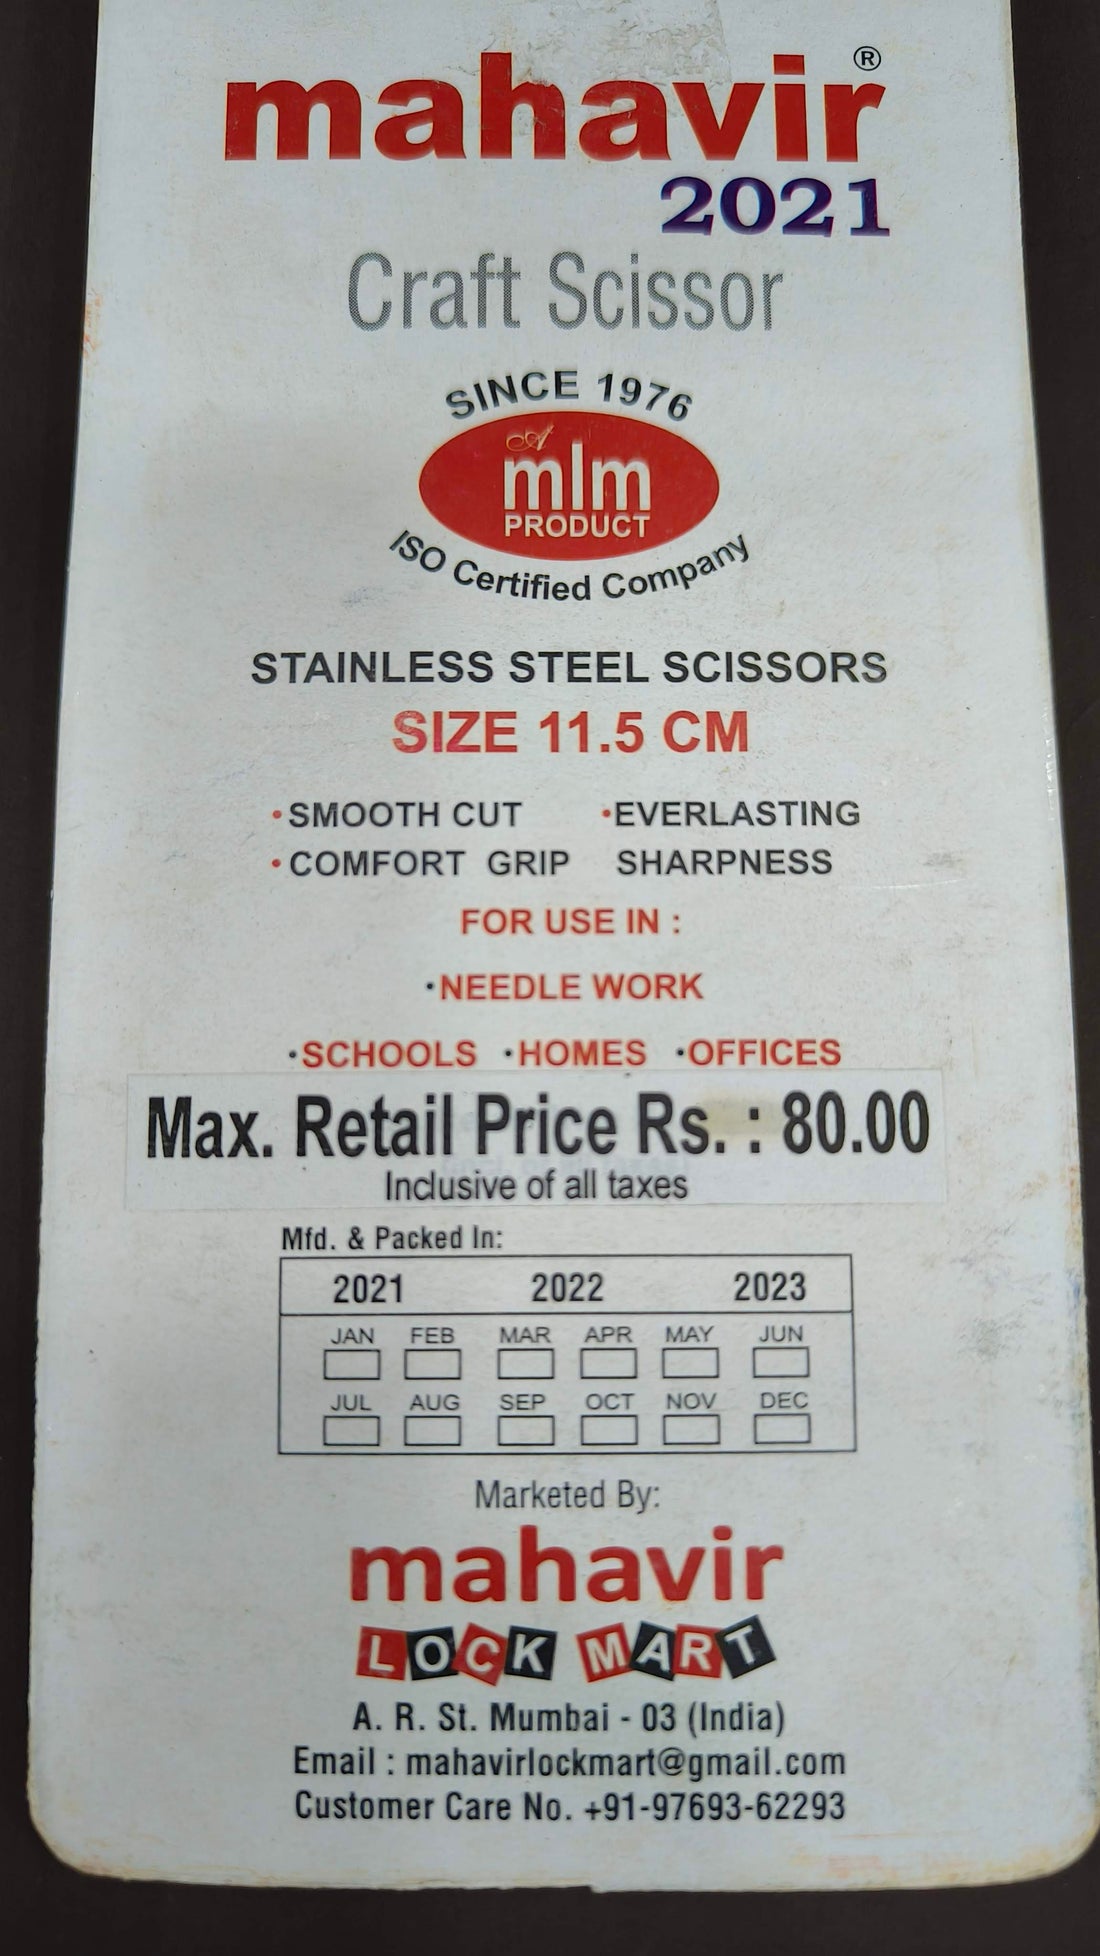 mahavir ®
2021
Craft Scissor
SINCE 1976
A
mlm
PRODUCT
ISO Certified Company
STAINLESS STEEL SCISSORS
SIZE 11.5 CM
•SMOOTH CUT •EVERLASTING
•COMFORT GRIP SHARPNESS
FOR USE IN :
•NEEDLE WORK
•SCHOOLS •HOMES •OFFICES
Max. Retail Price Rs. : 80.00
Inclusive of all taxes
Mfd. & Packed In:
2021 2022 2023
JAN FEB MAR APR MAY JUN
JUL AUG SEP OCT NOV DEC
Marketed By:
mahavir
LOCK MART
A. R. St. Mumbai - 03 (India)
Email : mahavirlockmart@gmail.com
Customer Care No. +91-97693-62293